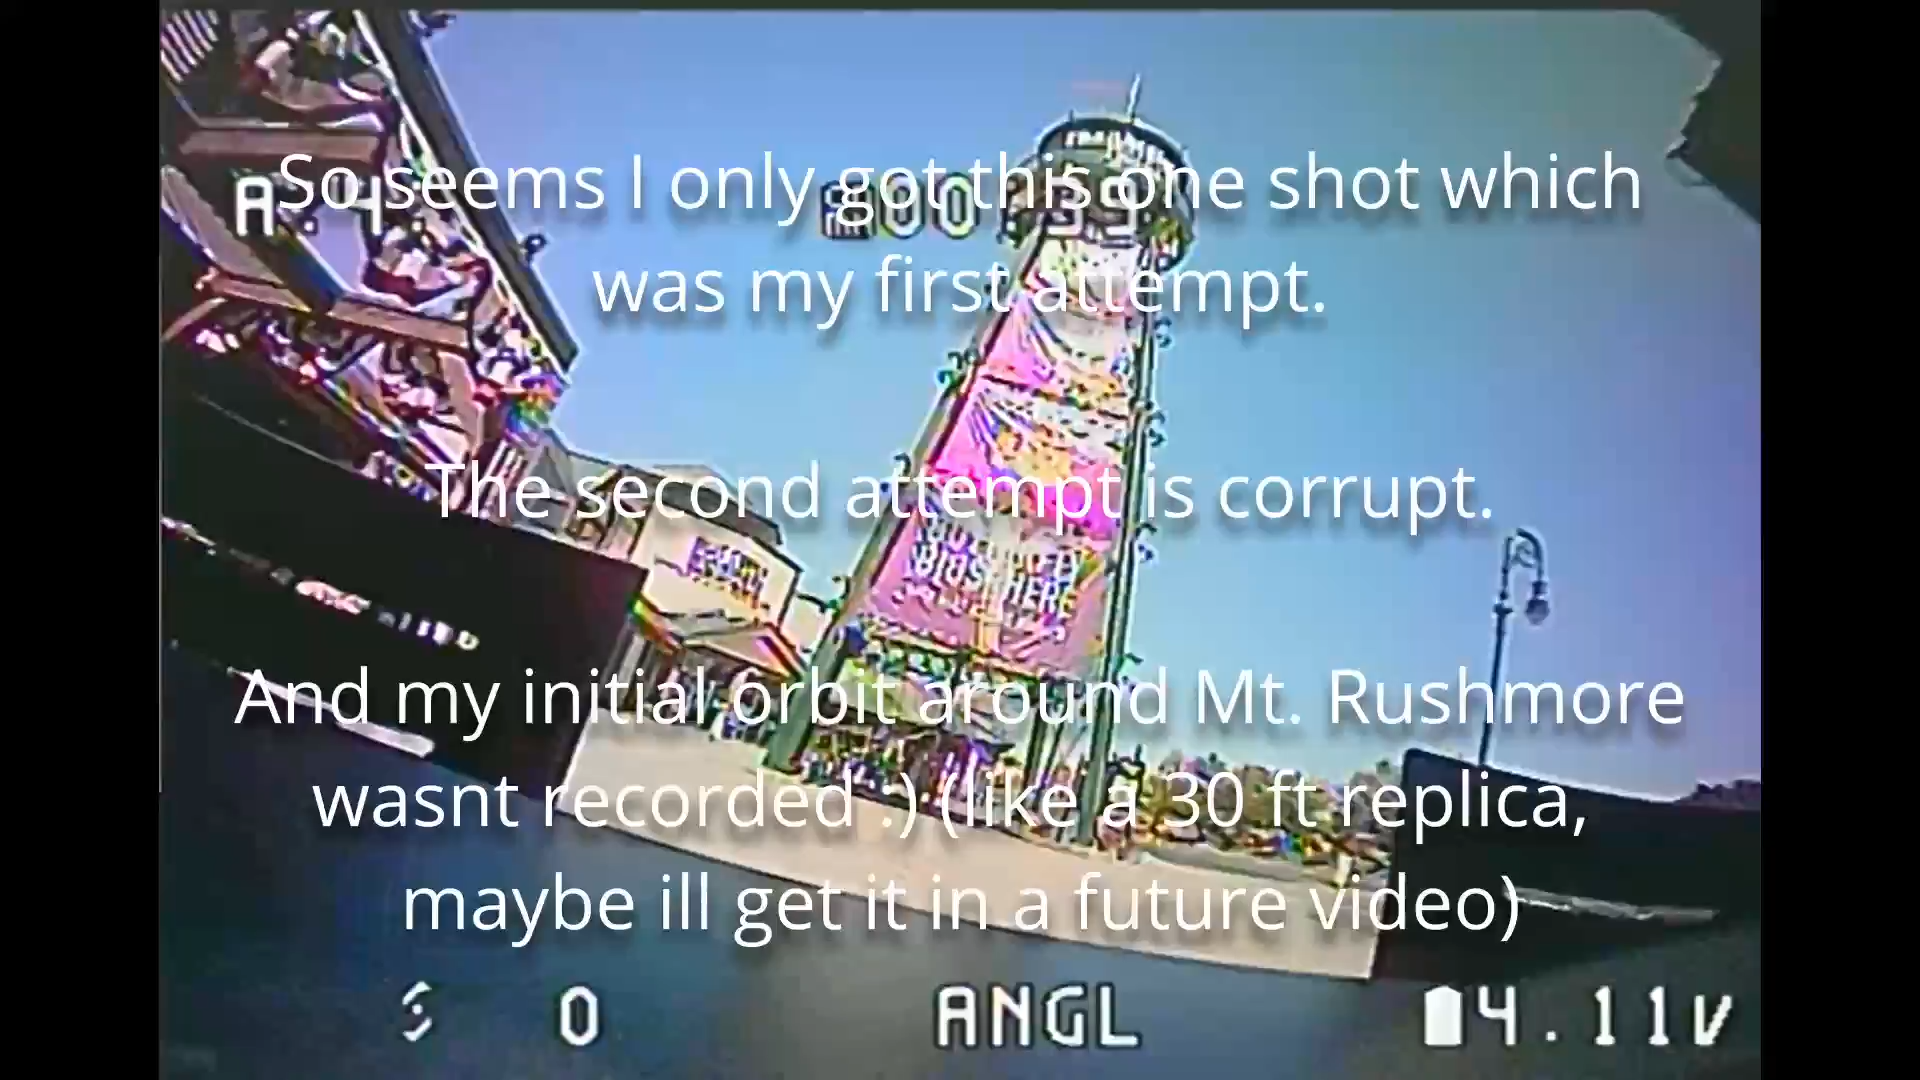 So seems I only got this one shot which
was my first attempt.
The second attempt is corrupt.
And my initial orbit around Mt. Rushmore
wasnt recorded :) (like a 30 ft replica,
maybe ill get it in a future video)
BUTTERFLY
BIOSPHERE
0
ANGL
4.11V